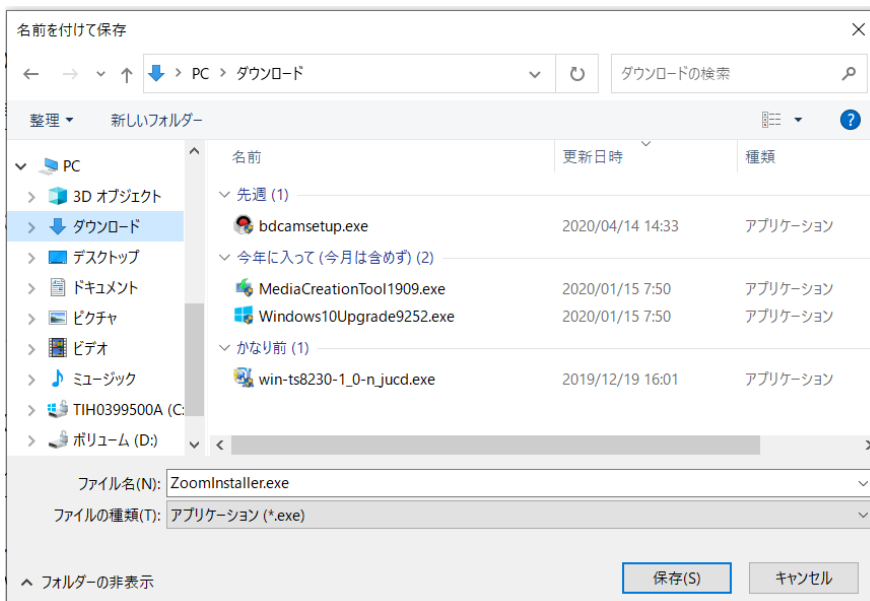 名前を付けて保存
PC ダウンロード ダウンロードの検索
整理 新しいフォルダー ?
名前 更新日時 種類
PC
3D オブジェクト
ダウンロード
デスクトップ
ドキュメント
ピクチャ
ビデオ
ミュージック
TIH0399500A (C:
ボリューム (D:)
先週 (1)
bdcamsetup.exe 2020/04/14 14:33 アプリケーション
今年に入って (今月は含めず) (2)
MediaCreationTool1909.exe 2020/01/15 7:50 アプリケーション
Windows10Upgrade9252.exe 2020/01/15 7:50 アプリケーション
かなり前 (1)
win-ts8230-1_0-n_jucd.exe 2019/12/19 16:01 アプリケーション
ファイル名(N): ZoomInstaller.exe
ファイルの種類(T): アプリケーション (*.exe)
フォルダーの非表示 保存(S) キャンセル